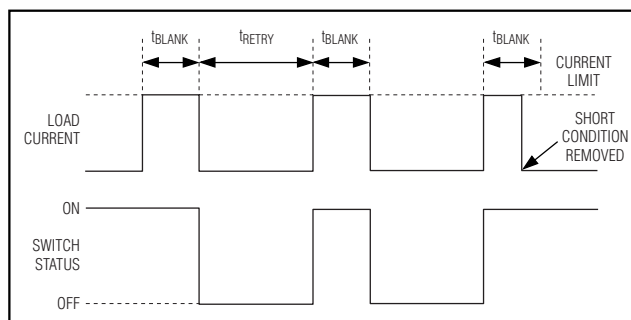 tBLANK
tRETRY
tBLANK
tBLANK
CURRENT
LIMIT
LOAD
CURRENT
SHORT
CONDITION
REMOVED
ON
SWITCH
STATUS
OFF